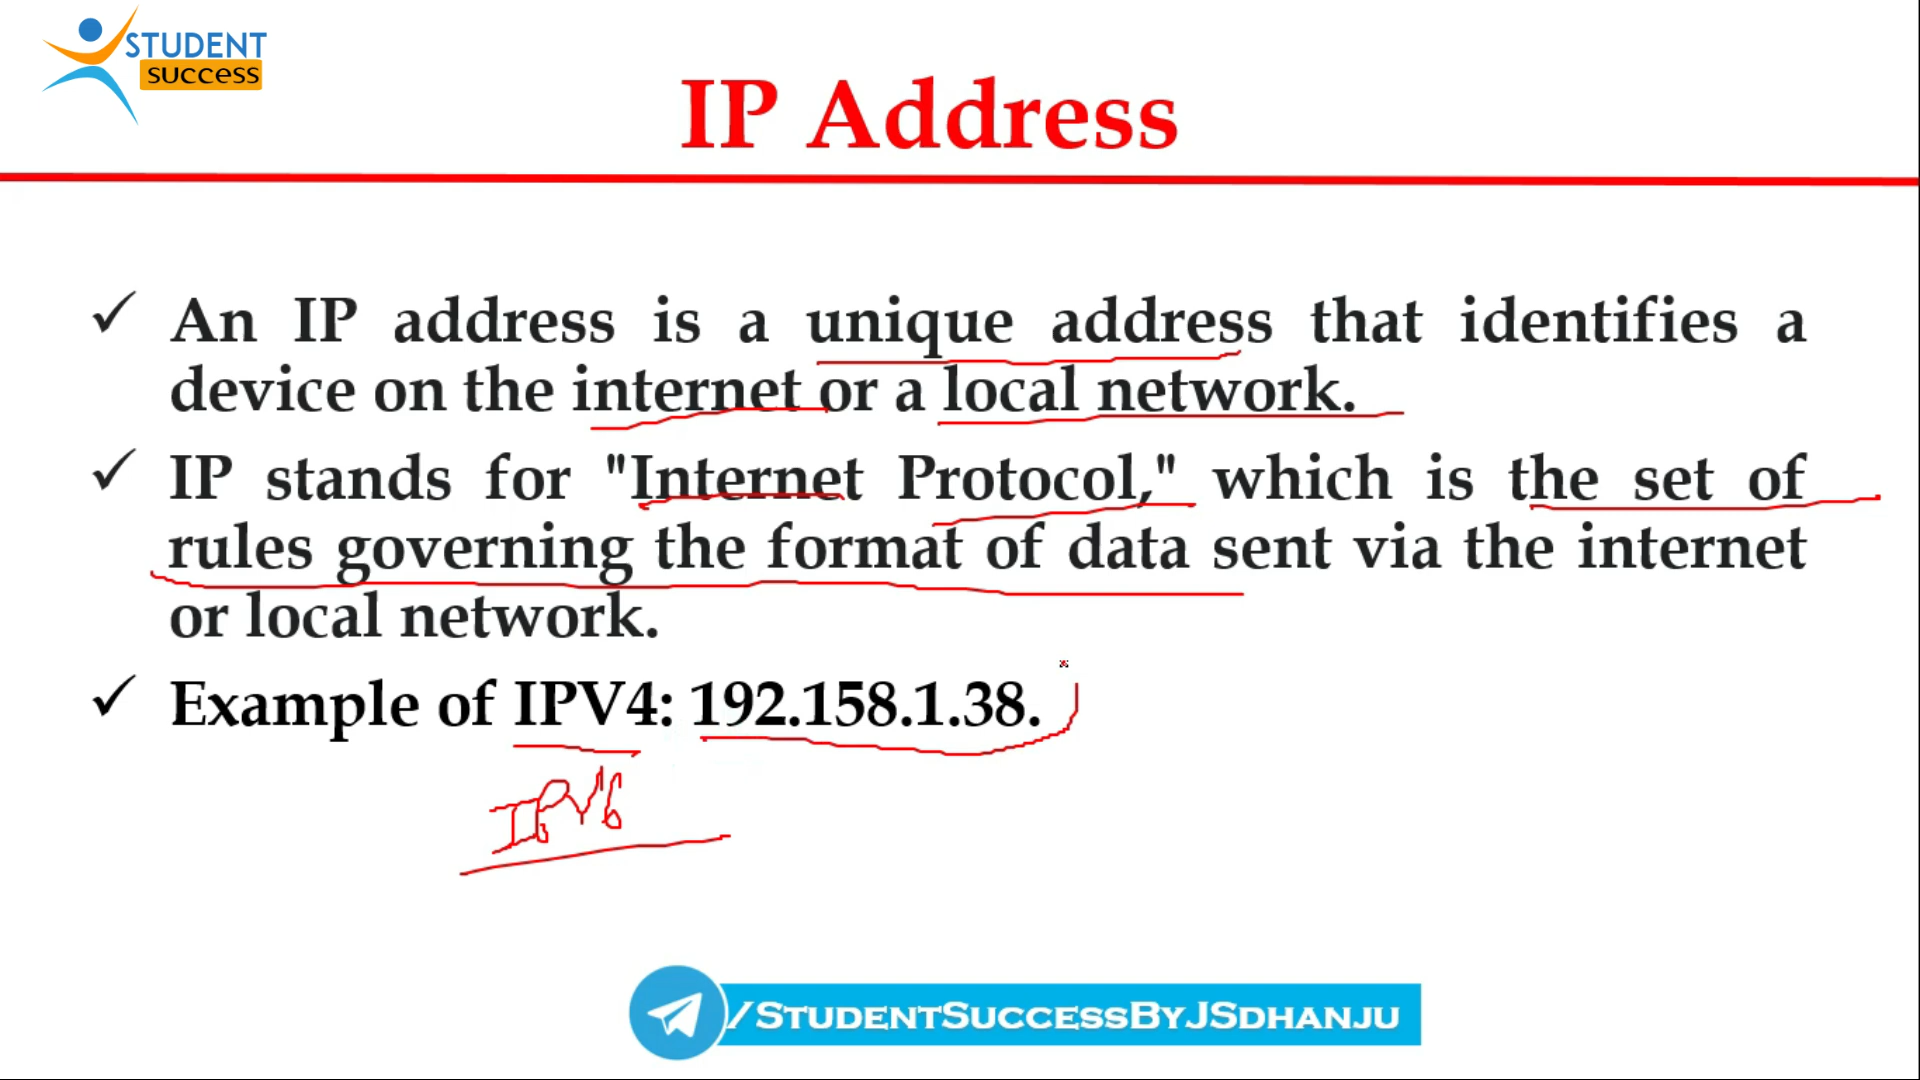 STUDENT
success
IP Address
✓ An IP address is a unique address that identifies a
device on the internet or a local network.
✓ IP stands for "Internet Protocol," which is the set of
rules governing the format of data sent via the internet
or local network.
✓ Example of IPV4: 192.158.1.38.
IPV6
/STUDENTSUCCESSBYJSDHANJU